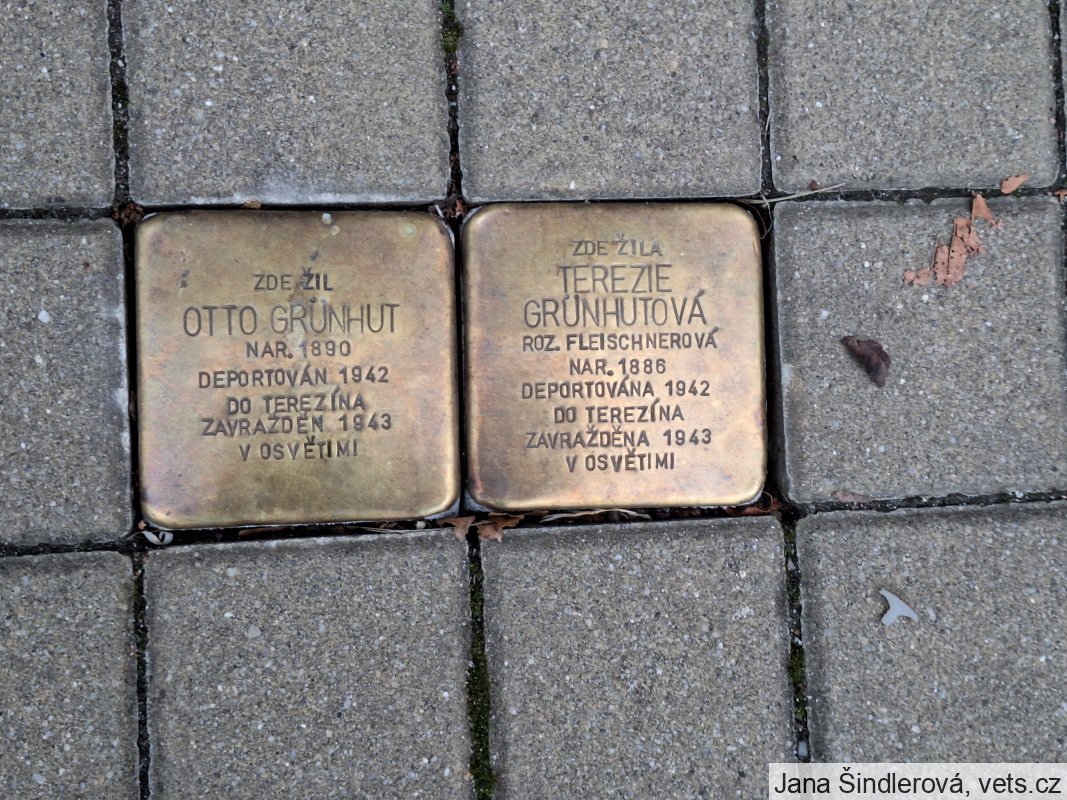 ZDE ŽIL
OTTO GRÜNHUT
NAR. 1890
DEPORTOVÁN 1942
DO TEREZÍNA
ZAVRAŽDĚN 1943
V OSVĚTIMI
ZDE ŽILA
TEREZIE
GRÜNHUTOVÁ
ROZ. FLEISCHNEROVÁ
NAR. 1886
DEPORTOVÁNA 1942
DO TEREZÍNA
ZAVRAŽDĚNA 1943
V OSVĚTIMI
Jana Šindlerová, vets.cz